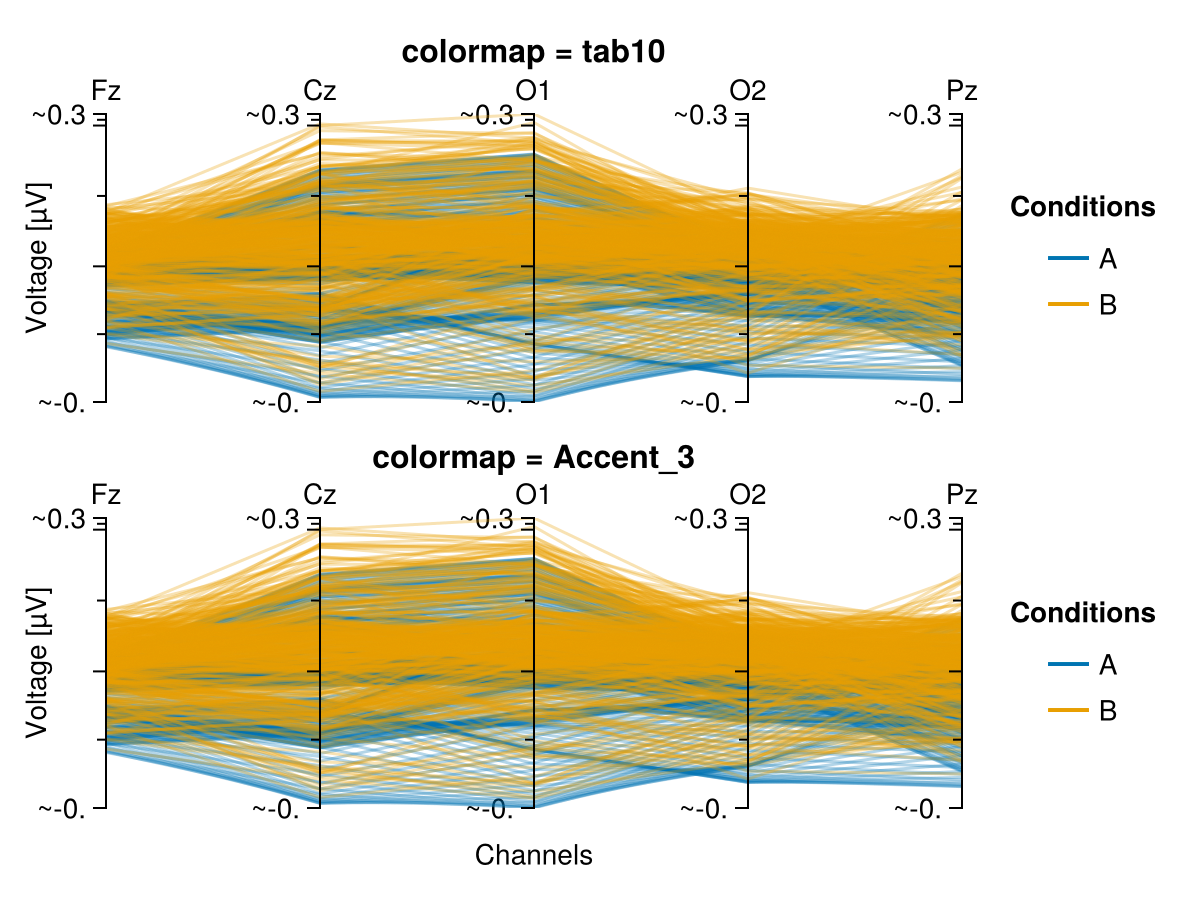 colormap = tab10
Fz Cz O1 O2 Pz
~0.3 ~0.3 ~0.3 ~0.3 ~0.3
Voltage [µV]
~-0. ~-0. ~-0. ~-0. ~-0.
Conditions
A
B
colormap = Accent_3
Fz Cz O1 O2 Pz
~0.3 ~0.3 ~0.3 ~0.3 ~0.3
Voltage [µV]
~-0. ~-0. ~-0. ~-0. ~-0.
Conditions
A
B
Channels